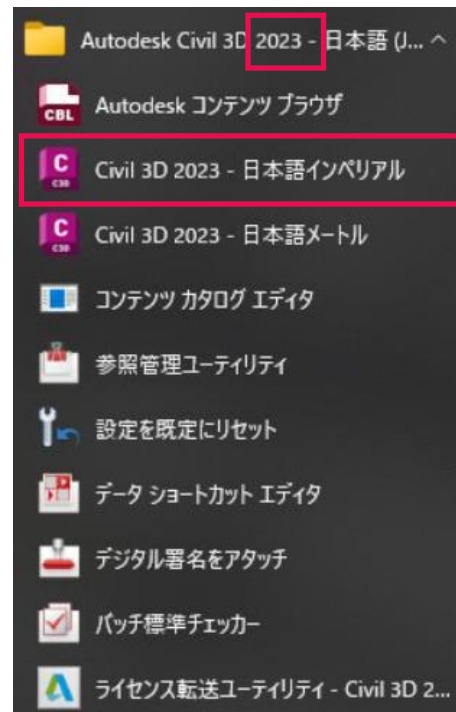 Autodesk Civil 3D 2023 - 日本語 (J...
CBL Autodesk コンテンツ ブラウザ
C C3D Civil 3D 2023 - 日本語インペリアル
C C3D Civil 3D 2023 - 日本語メートル
コンテンツ カタログ エディタ
参照管理ユーティリティ
設定を既定にリセット
データ ショートカット エディタ
デジタル署名をアタッチ
バッチ標準チェッカー
ライセンス転送ユーティリティ - Civil 3D 2...